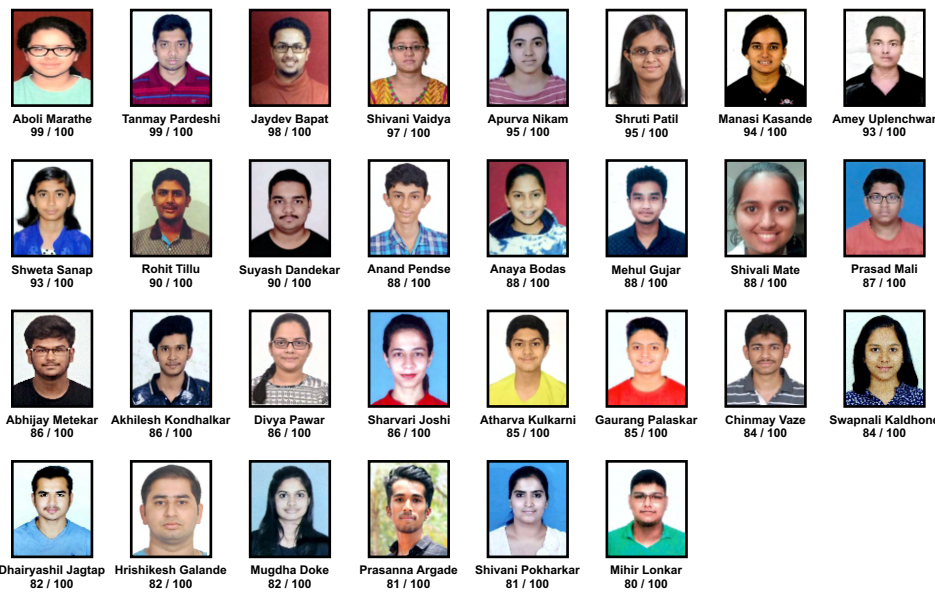 Aboli Marathe
99 / 100
Tanmay Pardeshi
99 / 100
Jaydev Bapat
98 / 100
Shivani Vaidya
97 / 100
Apurva Nikam
95 / 100
Shruti Patil
95 / 100
Manasi Kasande
94 / 100
Amey Uplenchwar
93 / 100
Shweta Sanap
93 / 100
Rohit Tillu
90 / 100
Suyash Dandekar
90 / 100
Anand Pendse
88 / 100
Anaya Bodas
88 / 100
Mehul Gujar
88 / 100
Shivali Mate
88 / 100
Prasad Mali
87 / 100
Abhijay Metekar
86 / 100
Akhilesh Kondhalkar
86 / 100
Divya Pawar
86 / 100
Sharvari Joshi
86 / 100
Atharva Kulkarni
85 / 100
Gaurang Palaskar
85 / 100
Chinmay Vaze
84 / 100
Swapnali Kaldhone
84 / 100
Dhairyashil Jagtap
82 / 100
Hrishikesh Galande
82 / 100
Mugdha Doke
82 / 100
Prasanna Argade
81 / 100
Shivani Pokharkar
81 / 100
Mihir Lonkar
80 / 100